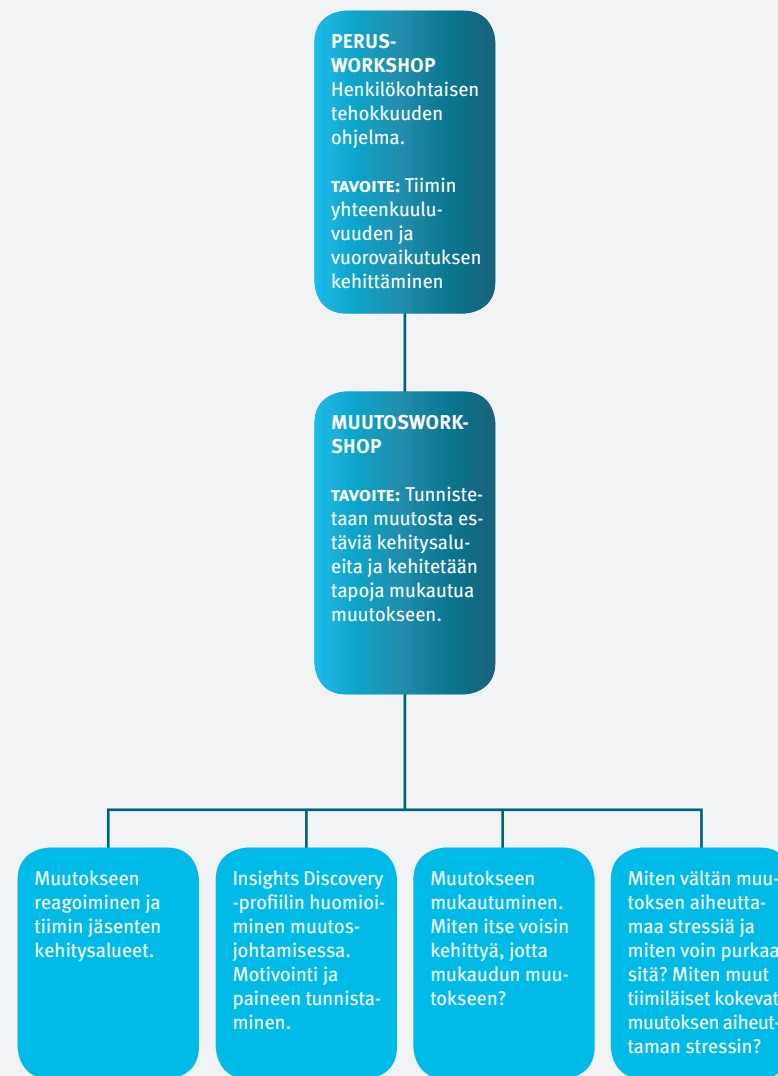 PERUS-
WORKSHOP
Henkilökohtaisen
tehokkuuden
ohjelma.
TAVOITE: Tiimin
yhteenkuulu-
vuuden ja
vuorovaikutuksen
kehittäminen
MUUTOSWORK-
SHOP
TAVOITE: Tunniste-
taan muutosta es-
täviä kehitysalu-
eita ja kehitetään
tapoja mukautua
muutokseen.
Muutokseen
reagoiminen ja
tiimin jäsenten
kehitysalueet.
Insights Discovery
-profiilin huomioi-
minen muutos-
johtamisessa.
Motivointi ja
paineen tunnista-
minen.
Muutokseen
mukautuminen.
Miten itse voisin
kehittyä, jotta
mukaudun muu-
tokseen?
Miten vältän muu-
toksen aiheutta-
maa stressiä ja
miten voin purkaa
sitä? Miten muut
tiimiläiset kokevat
muutoksen aiheut-
taman stressin?